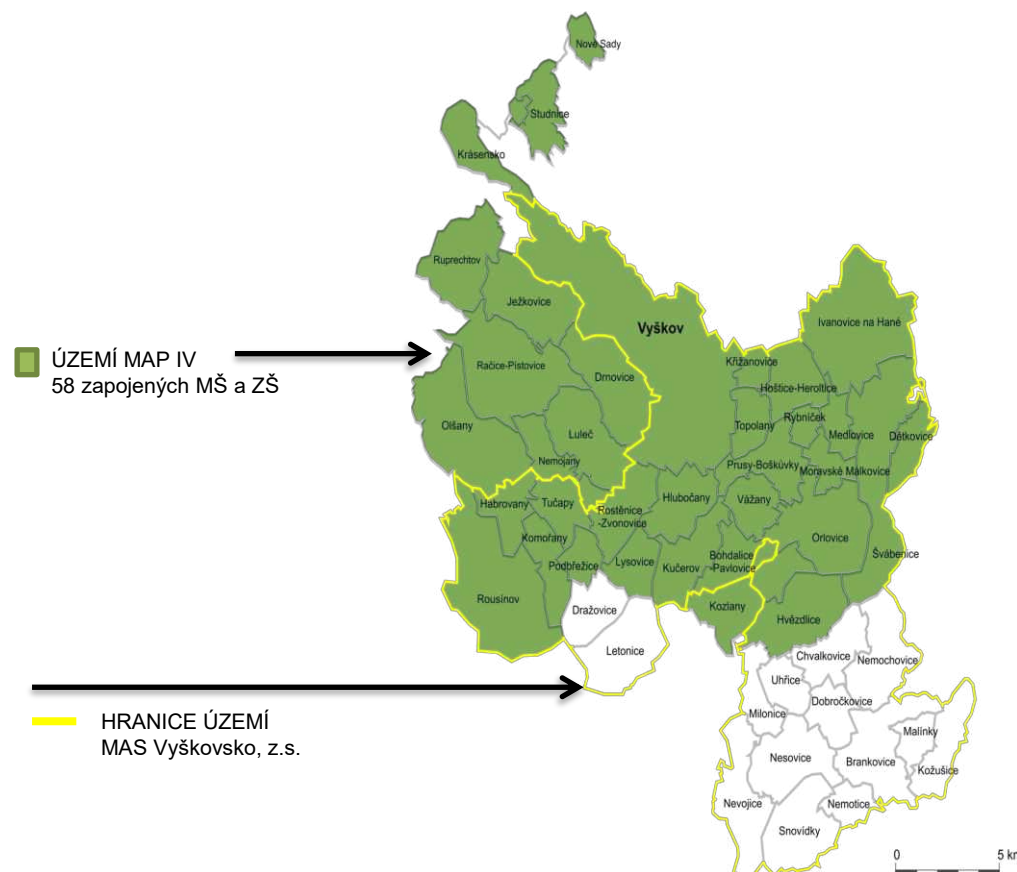 Nové Sady
Studnice
Krásensko
Ruprechtov
Ježkovice
Ivanovice na Hané
Vyškov
ÚZEMÍ MAP IV
58 zapojených MŠ a ZŠ
Křižanovice
Račice-Pístovice
Drnovice
Hoštice-Heroltice
Rybníček
Olšany
Luleč
Topolany
Medlovice
Dětkovice
Nemojany
Prusy-Boškůvky
Moravské Málkovice
Habrovany
Tučapy
Hlubočany
Vážany
Rostěnice
-Zvonovice
Komořany
Orlovice
Švábenice
Podbřežice
Lysovice
Kučerov
Bohdalice
-Pavlovice
Rousínov
Dražovice
Kozlany
Hvězdlice
Letonice
Chvalkovice
Nemochovice
Uhřice
Dobročkovice
HRANICE ÚZEMÍ
MAS Vyškovsko, z.s.
Milonice
Malínky
Nesovice
Brankovice
Kožušice
Nevojice
Nemotice
Snovídky
0 5 km